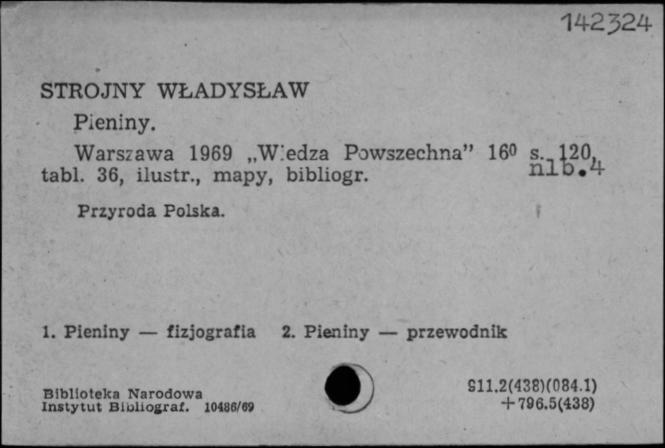 142324
STROJNY WŁADYSŁAW
Pieniny.
Warszawa 1969 „Wiedza Powszechna” 16⁰ s. 120,
nlb. 4
tabl. 36, ilustr., mapy, bibliogr.
Przyroda Polska.
1. Pieniny — fizjografia 2. Pieniny — przewodnik
Biblioteka Narodowa
Instytut Bibliograf. 10486/69
911.2(438)(084.1)
+796.5(438)